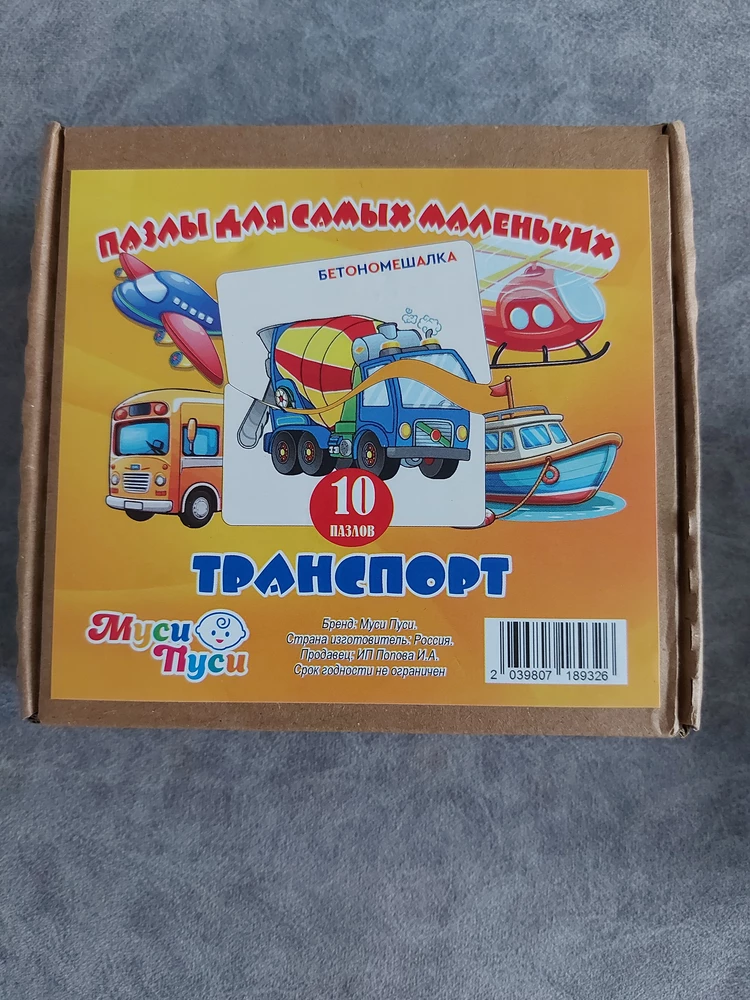 ПАЗЛЫ ДЛЯ САМЫХ МАЛЕНЬКИХ
БЕТОНОМЕШАЛКА
10
ПАЗЛОВ
ТРАНСПОРТ
Муси
Пуси
Бренд: Муси Пуси.
Страна изготовитель: Россия.
Продавец: ИП Попова И.А.
Срок годности не ограничен
2 039807 189326